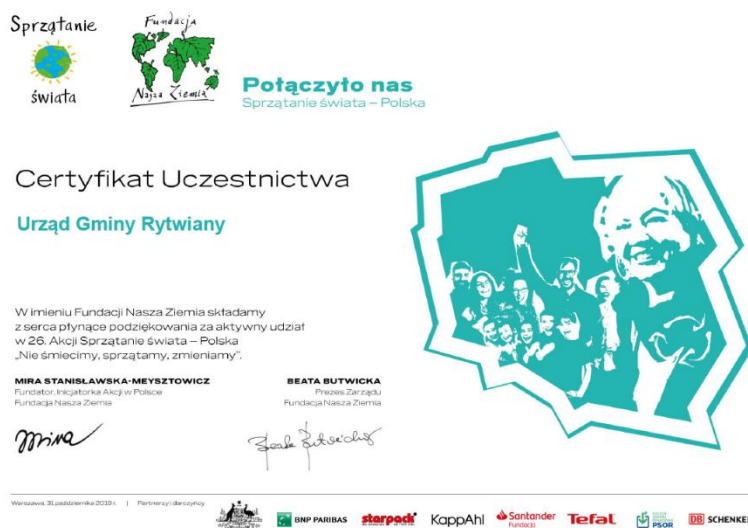 Sprzątanie
świata
Fundacja
Nasza Ziemia
Połączyło nas
Sprzątanie świata – Polska
Certyfikat Uczestnictwa
Urząd Gminy Rytwiany
W imieniu Fundacji Nasza Ziemia składamy
z serca płynące podziękowania za aktywny udział
w 26. Akcji Sprzątanie świata – Polska
„Nie śmiecimy, sprzątamy, zmieniamy”.
MIRA STANISŁAWSKA-MEYSZTOWICZ
Fundator, Inicjatorka Akcji w Polsce
Fundacja Nasza Ziemia
BEATA BUTWICKA
Prezes Zarządu
Fundacja Nasza Ziemia
Mira
Beata Butwicka
Warszawa, 31 października 2019 r. | Partnerzy i darczyńcy
BNP PARIBAS
starpack
KappAhl
Santander
Fundacja
Tefal
PSOR
DB SCHENKER